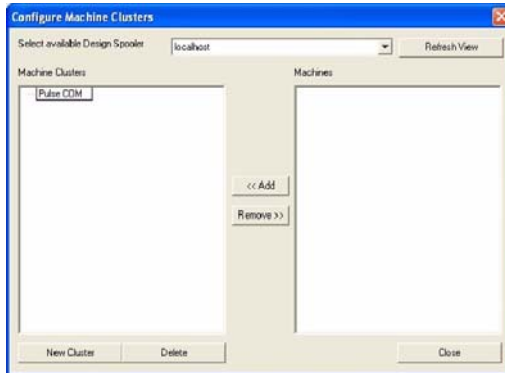 Configure Machine Clusters
Select available Design Spooler
localhost
Refresh View
Machine Clusters
Machines
Pulse COM
<< Add
Remove >>
New Cluster
Delete
Close